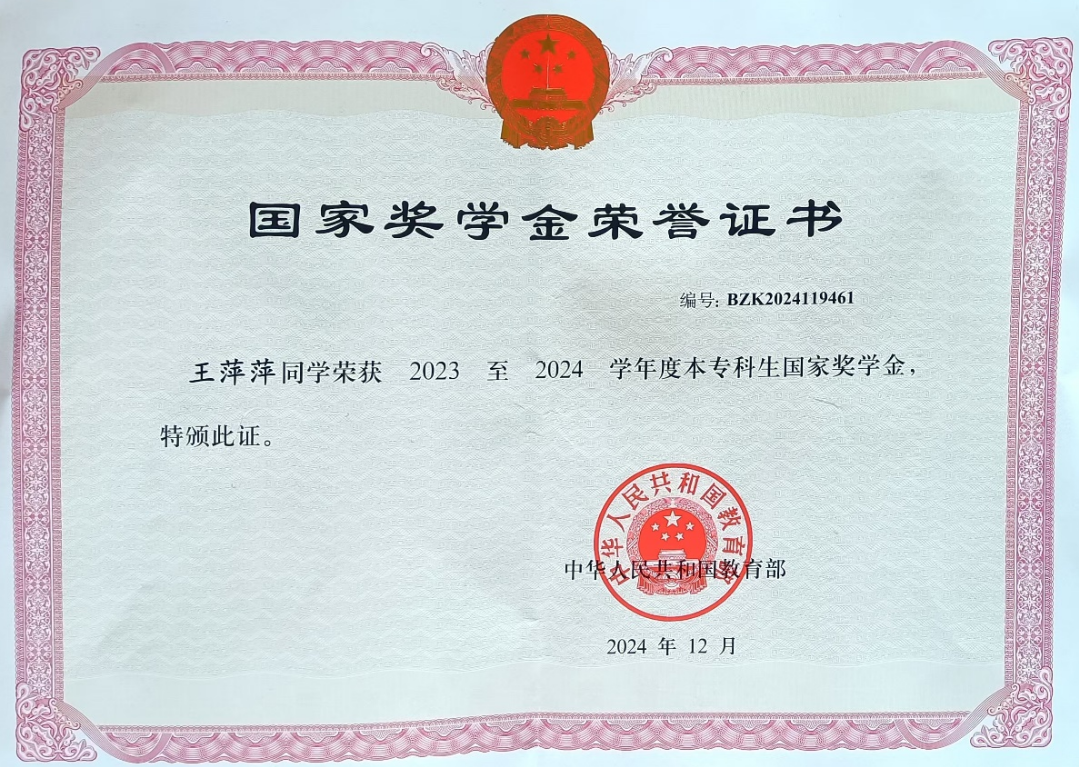 国家奖学金荣誉证书
编号: BZK2024119461
王萍萍同学荣获 2023 至 2024 学年度本专科生国家奖学金,
特颁此证。
中华人民共和国教育部
中华人民共和国教育部
2024 年 12 月